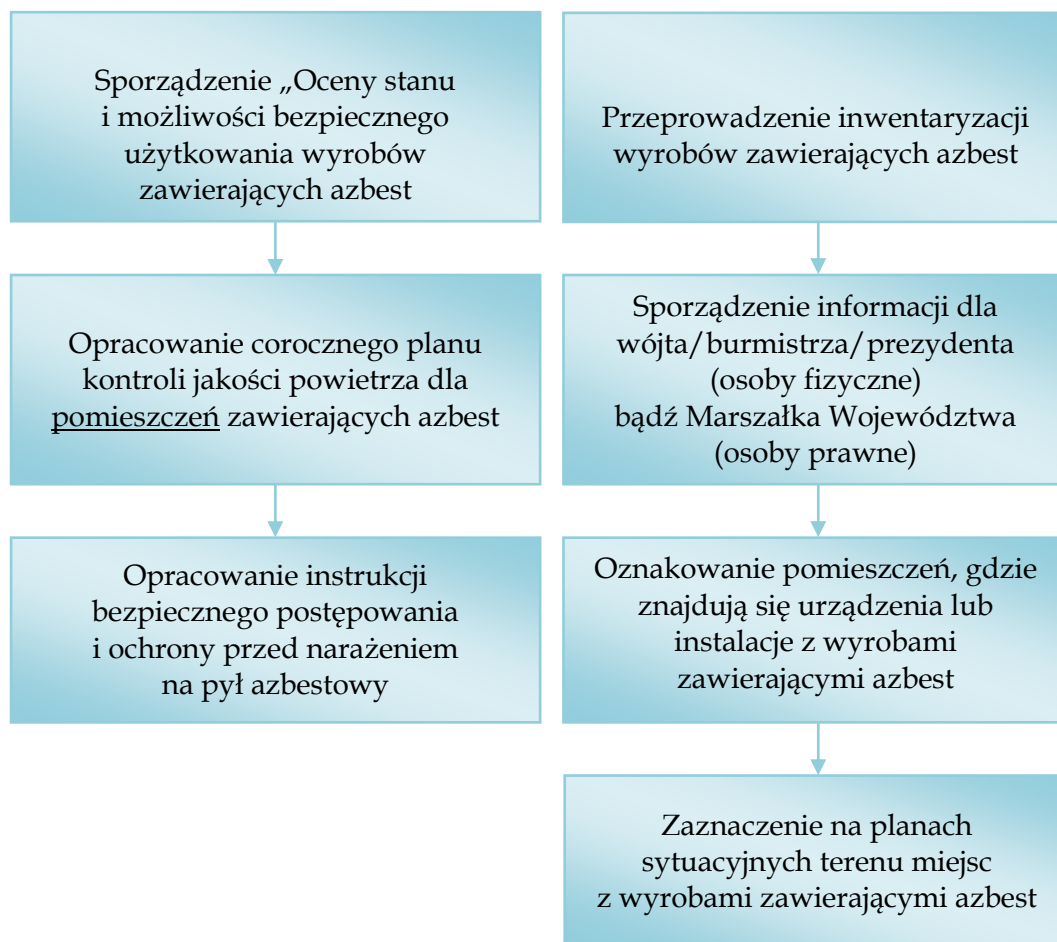 Sporządzenie „Oceny stanu
i możliwości bezpiecznego
użytkowania wyrobów
zawierających azbest
Opracowanie corocznego planu
kontroli jakości powietrza dla
pomieszczeń zawierających azbest
Opracowanie instrukcji
bezpiecznego postępowania
i ochrony przed narażeniem
na pył azbestowy
Przeprowadzenie inwentaryzacji
wyrobów zawierających azbest
Sporządzenie informacji dla
wójta/burmistrza/prezydenta
(osoby fizyczne)
bądź Marszałka Województwa
(osoby prawne)
Oznakowanie pomieszczeń, gdzie
znajdują się urządzenia lub
instalacje z wyrobami
zawierającymi azbest
Zaznaczenie na planach
sytuacyjnych terenu miejsc
z wyrobami zawierającymi azbest